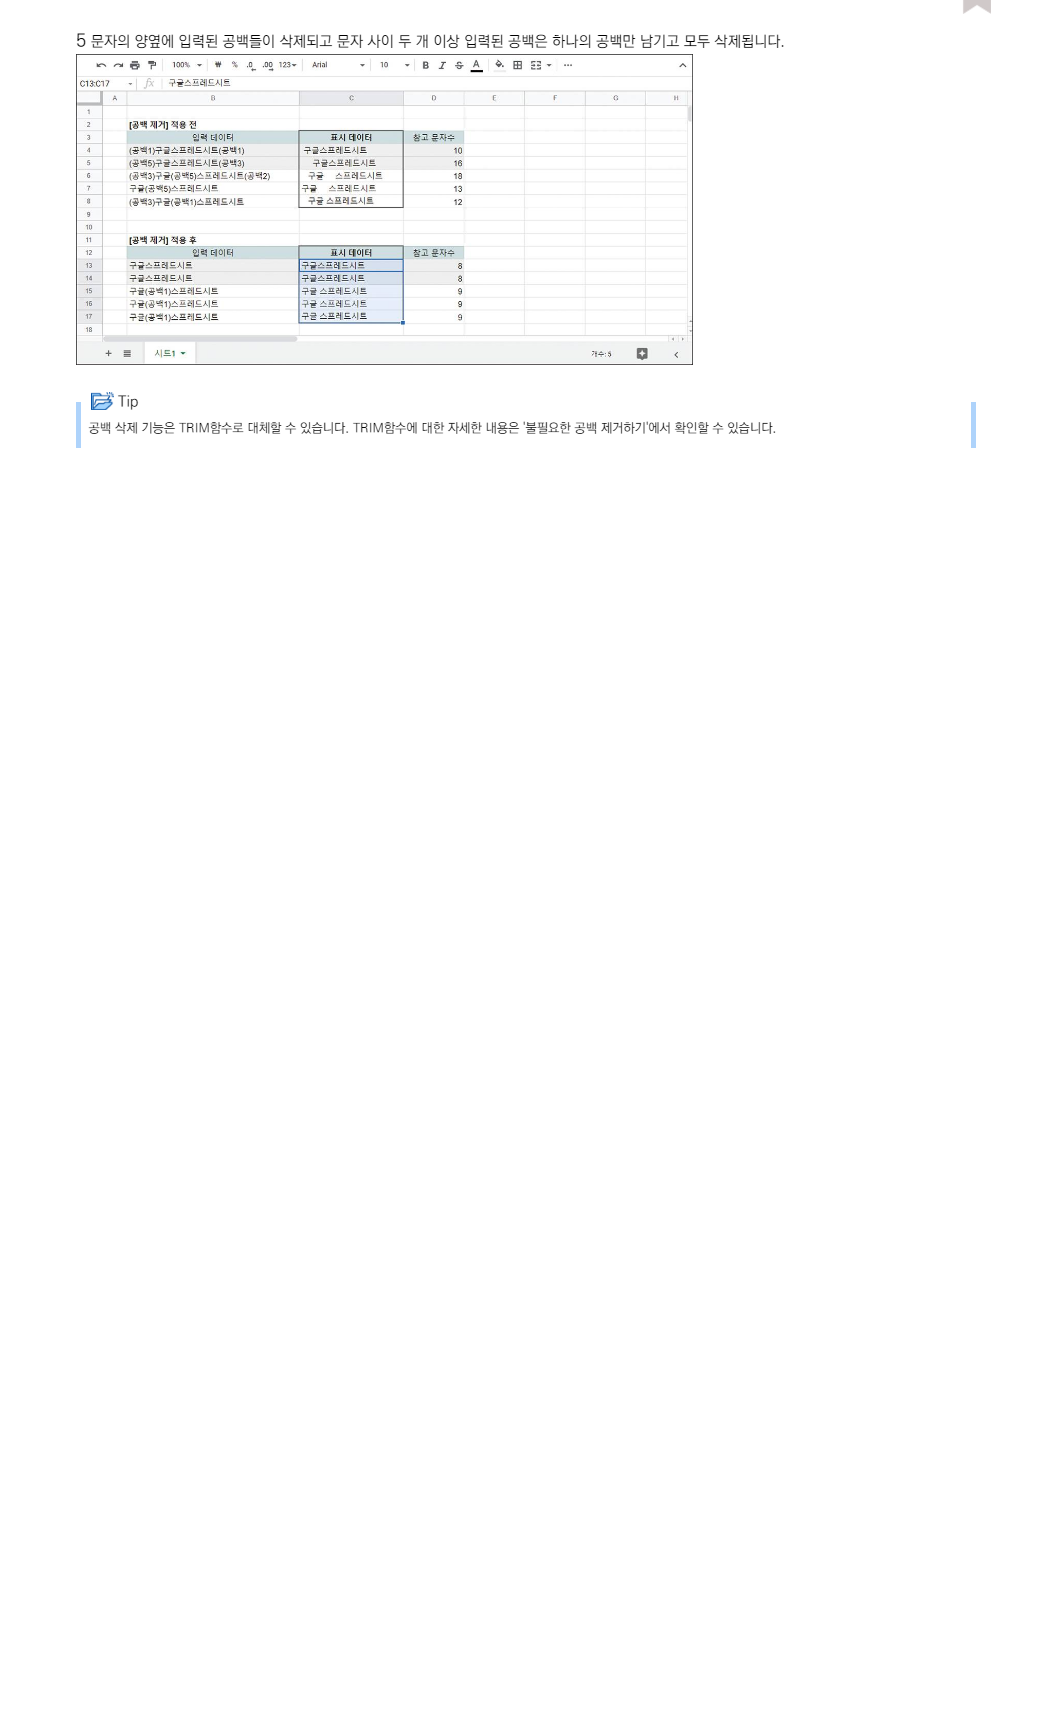 5 문자의 양옆에 입력된 공백들이 삭제되고 문자 사이 두 개 이상 입력된 공백은 하나의 공백만 남기고 모두 삭제됩니다.
100% ₩ % .0 .00 123 Arial 10 B I S A
C13:C17 fx 구글스프레드시트
A B C D E F G H
1
2 [공백 제거] 적용 전
3 입력 데이터 표시 데이터 참고 문자수
4 (공백1)구글스프레드시트(공백1) 구글스프레드시트 10
5 (공백5)구글스프레드시트(공백3) 구글스프레드시트 16
6 (공백3)구글(공백5)스프레드시트(공백2) 구글     스프레드시트 18
7 구글(공백5)스프레드시트 구글     스프레드시트 13
8 (공백3)구글(공백1)스프레드시트 구글 스프레드시트 12
9
10
11 [공백 제거] 적용 후
12 입력 데이터 표시 데이터 참고 문자수
13 구글스프레드시트 구글스프레드시트 8
14 구글스프레드시트 구글스프레드시트 8
15 구글(공백1)스프레드시트 구글 스프레드시트 9
16 구글(공백1)스프레드시트 구글 스프레드시트 9
17 구글(공백1)스프레드시트 구글 스프레드시트 9
18
시트1 개수: 5
Tip
공백 삭제 기능은 TRIM함수로 대체할 수 있습니다. TRIM함수에 대한 자세한 내용은 '불필요한 공백 제거하기'에서 확인할 수 있습니다.